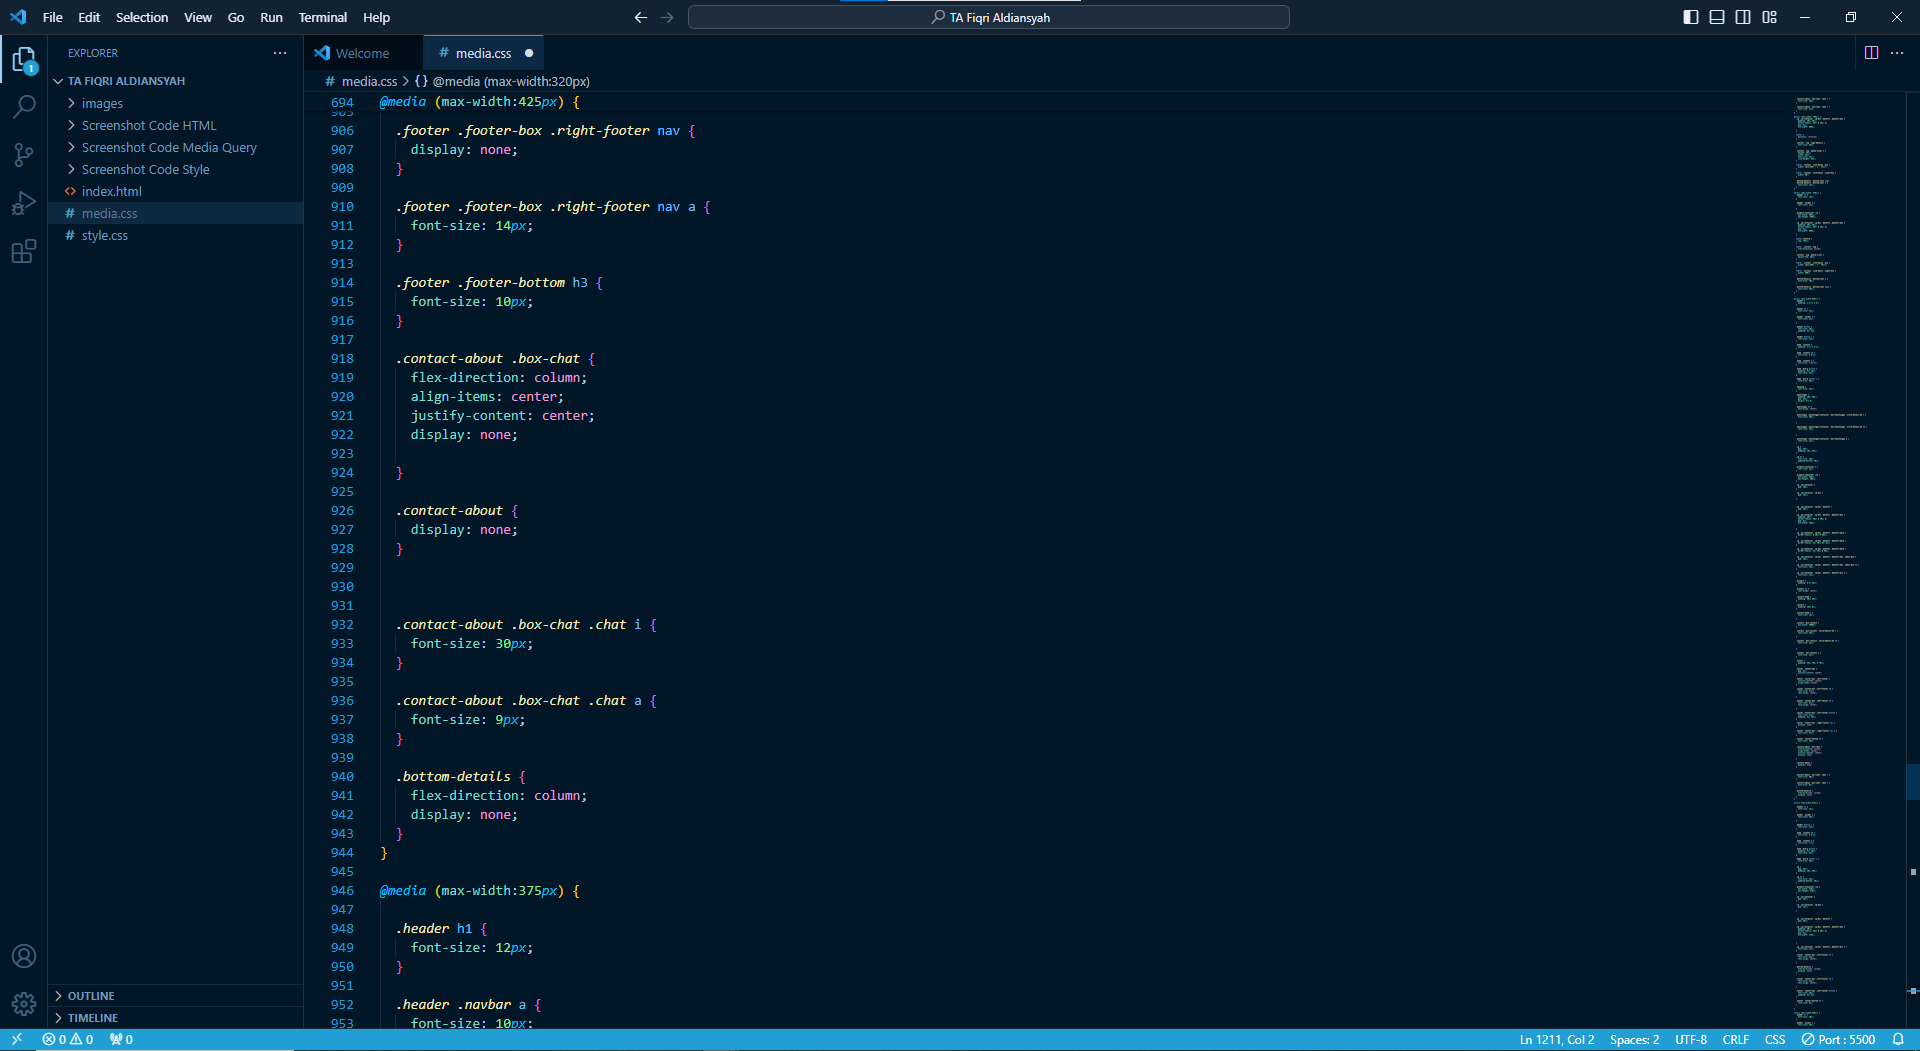 File Edit Selection View Go Run Terminal Help
TA Fiqri Aldiansyah
EXPLORER
TA FIQRI ALDIANSYAH
images
Screenshot Code HTML
Screenshot Code Media Query
Screenshot Code Style
<> index.html
# media.css
# style.css
OUTLINE
TIMELINE
1
Welcome
# media.css
# media.css > {} @media (max-width:320px)
694 @media (max-width:425px) {
905
906 .footer .footer-box .right-footer nav {
907 display: none;
908 }
909
910 .footer .footer-box .right-footer nav a {
911 font-size: 14px;
912 }
913
914 .footer .footer-bottom h3 {
915 font-size: 10px;
916 }
917
918 .contact-about .box-chat {
919 flex-direction: column;
920 align-items: center;
921 justify-content: center;
922 display: none;
923
924 }
925
926 .contact-about {
927 display: none;
928 }
929
930
931
932 .contact-about .box-chat .chat i {
933 font-size: 30px;
934 }
935
936 .contact-about .box-chat .chat a {
937 font-size: 9px;
938 }
939
940 .bottom-details {
941 flex-direction: column;
942 display: none;
943 }
944 }
945
946 @media (max-width:375px) {
947
948 .header h1 {
949 font-size: 12px;
950 }
951
952 .header .navbar a {
953 font-size: 10px;
0 0 0
Ln 1211, Col 2 Spaces: 2 UTF-8 CRLF CSS Port : 5500